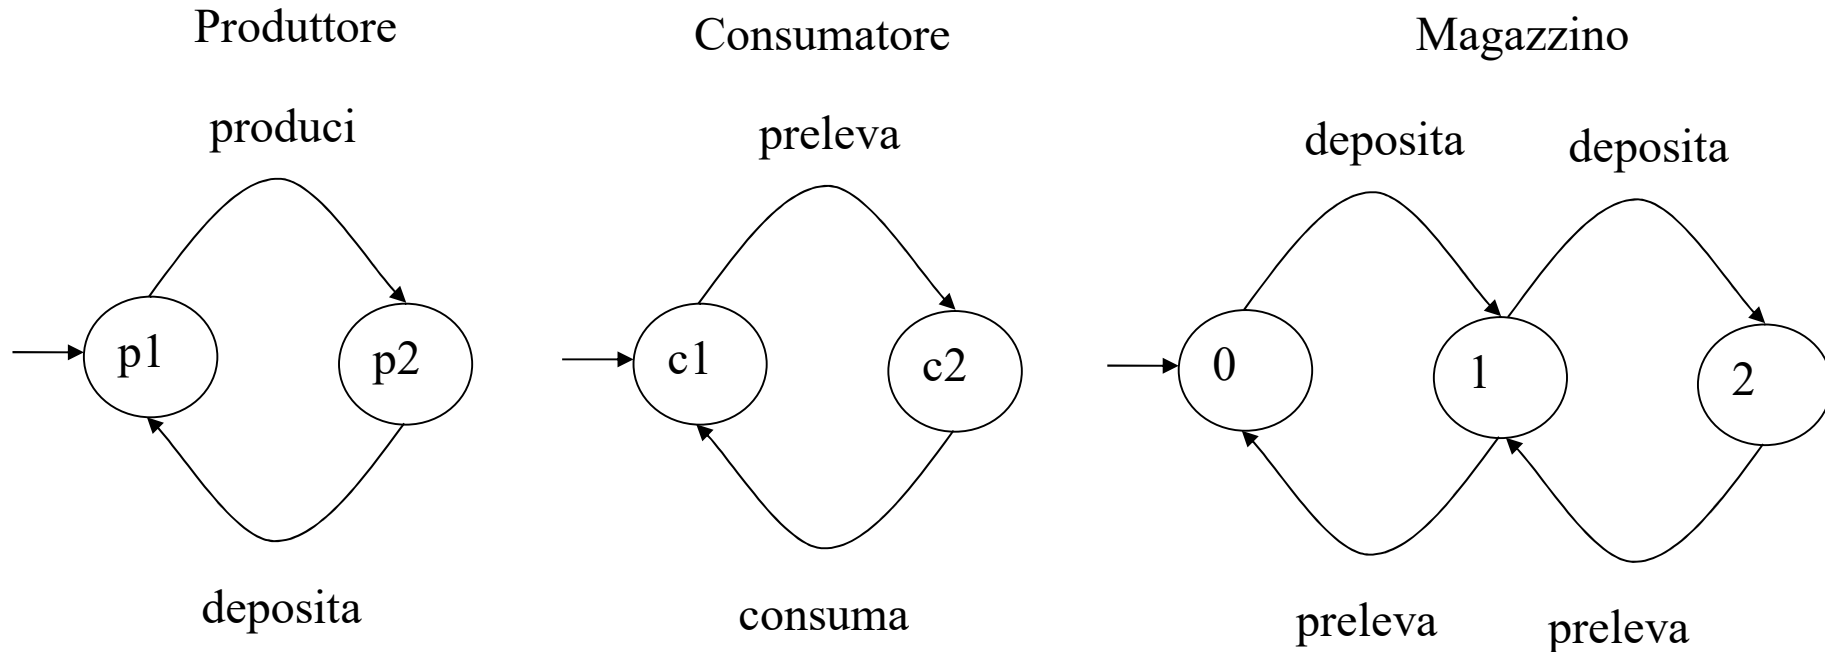 Produttore
Consumatore
Magazzino
produci
preleva
deposita
deposita
p1
p2
c1
c2
0
1
2
deposita
consuma
preleva
preleva